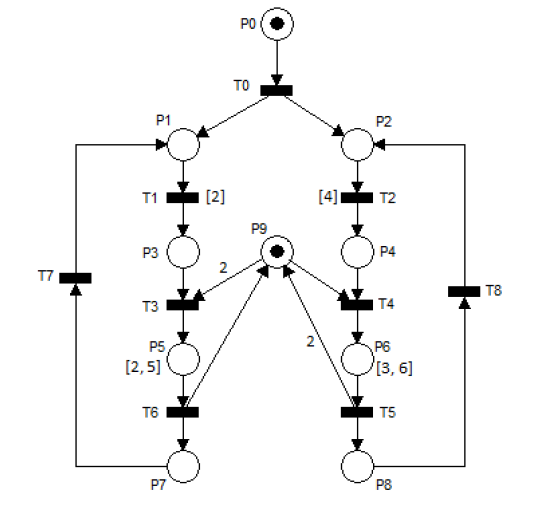 P0
T0
P1
P2
T1 [2]
[4] T2
P9
P3
P4
2
T7
T8
T3
T4
2
P5
[2, 5]
P6
[3, 6]
T6
T5
P7
P8